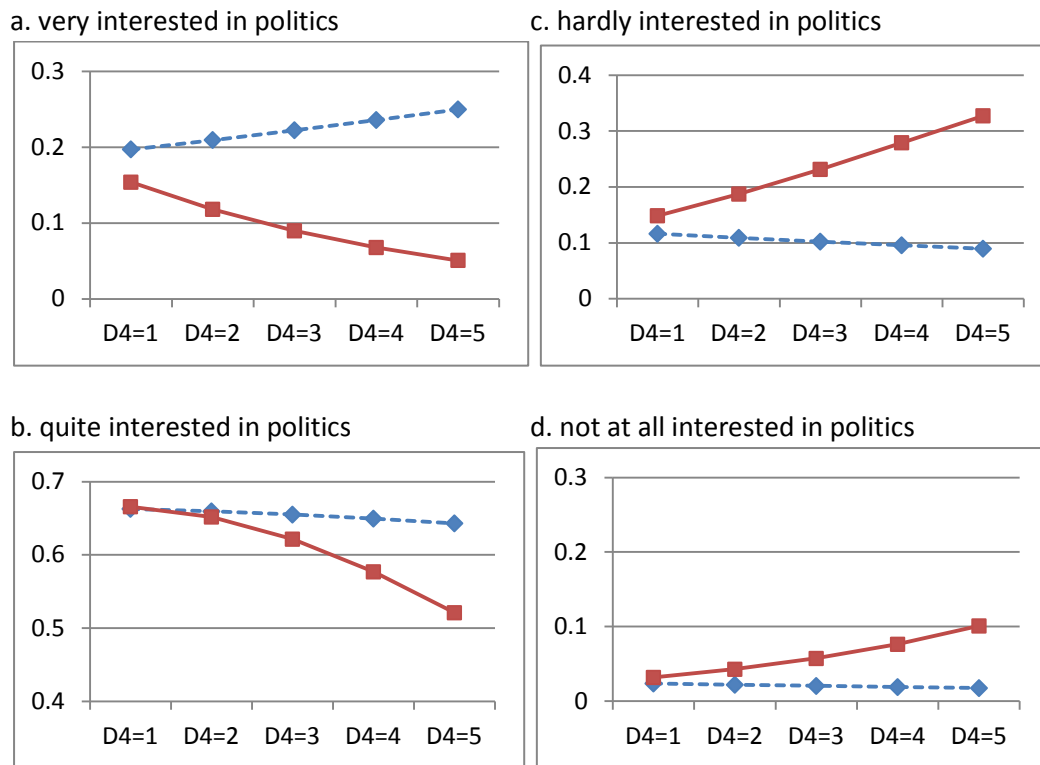 a. very interested in politics
0.3
0.2
0.1
0
D4=1 D4=2 D4=3 D4=4 D4=5
c. hardly interested in politics
0.4
0.3
0.2
0.1
0
D4=1 D4=2 D4=3 D4=4 D4=5
b. quite interested in politics
0.7
0.6
0.5
0.4
D4=1 D4=2 D4=3 D4=4 D4=5
d. not at all interested in politics
0.3
0.2
0.1
0
D4=1 D4=2 D4=3 D4=4 D4=5